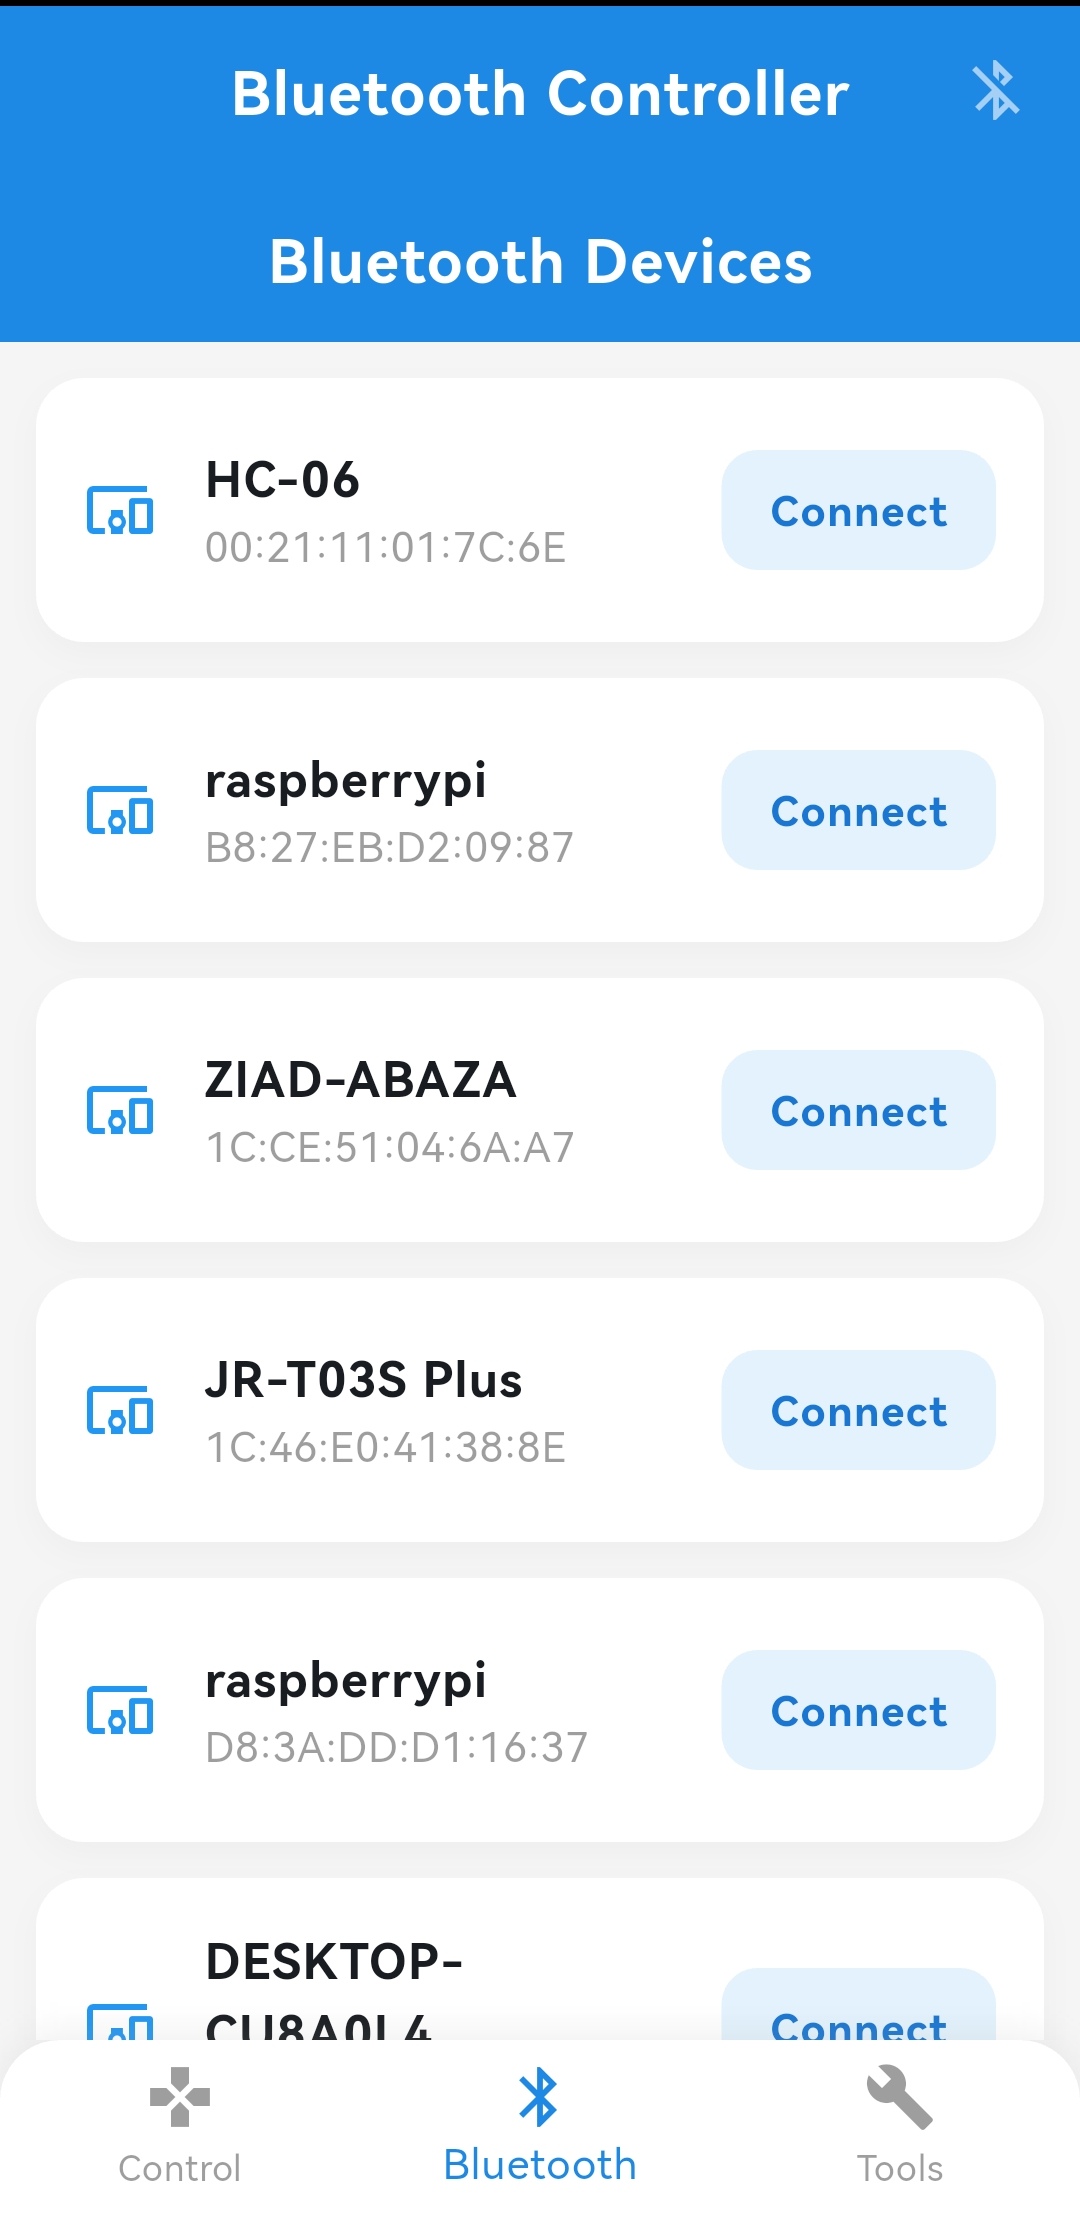 Bluetooth Controller
Bluetooth Devices
HC-06
00:21:11:01:7C:6E
Connect
raspberrypi
B8:27:EB:D2:09:87
Connect
ZIAD-ABAZA
1C:CE:51:04:6A:A7
Connect
JR-T03S Plus
1C:46:E0:41:38:8E
Connect
raspberrypi
D8:3A:DD:D1:16:37
Connect
DESKTOP-
Connect
Control
Bluetooth
Tools